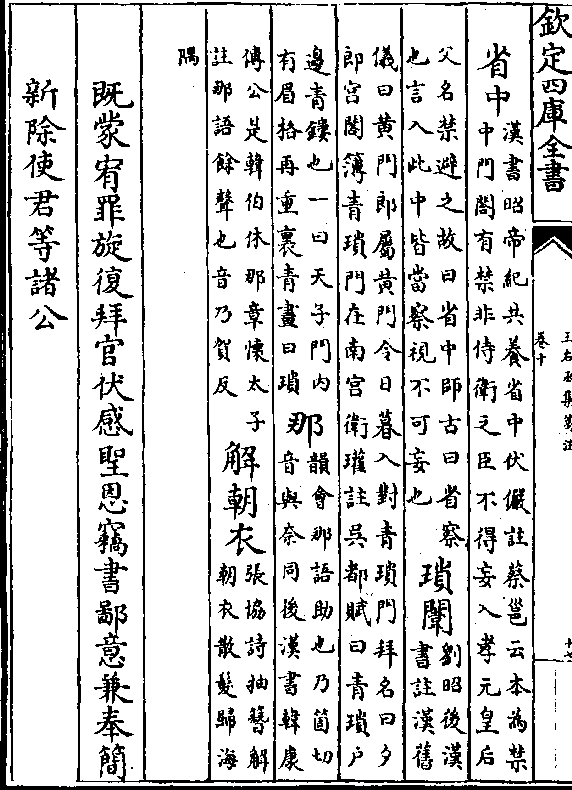 欽定四庫全書
王右丞集箋注
卷十
省中
漢書昭帝紀共養省中伏儼註蔡邕云本為禁
中門閤有禁非侍衛之臣不得妄入孝元皇后
父名禁避之故曰省中師古曰省察
也言入此中皆當察視不可妄也
瑣闈
劉昭後漢
書註漢舊
儀曰黃門郎屬黃門令日暮入對青瑣門拜名曰夕
郎宮閣簿青瑣門在南宮衛瓘註吳都賦曰青瑣户
邊青鏤也一曰天子門内
有眉格再重裏青畫曰瑣
那
韻會那語助也乃箇切
音與奈同後漢書韓康
傳公是韓伯休那章懷太子
註那語餘聲也音乃賀反
解朝衣
張協詩抽簪解
朝衣散髮歸海
隅
既蒙宥罪旋復拜官伏感聖恩竊書鄙意兼奉簡
新除使君等諸公